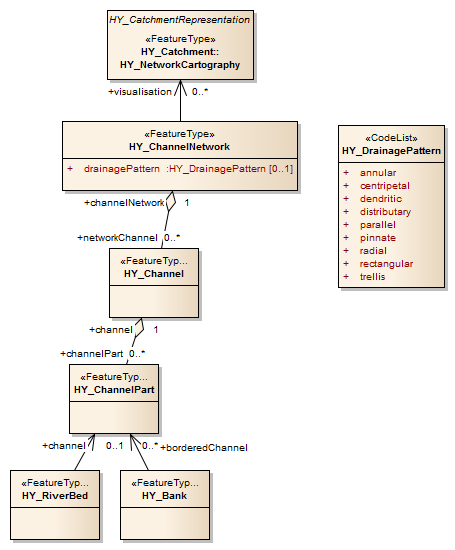 HY_CatchmentRepresentation
«FeatureType»
HY_Catchment::
HY_NetworkCartography
+visualisation 0..*
«FeatureType»
HY_ChannelNetwork
+ drainagePattern :HY_DrainagePattern [0..1]
«CodeList»
HY_DrainagePattern
+ annular
+ centripetal
+ dendritic
+ distributary
+ parallel
+ pinnate
+ radial
+ rectangular
+ trellis
+channelNetwork 1
+networkChannel 0..*
«FeatureTyp...
HY_Channel
+channel 1
+channelPart 0..*
«FeatureTyp...
HY_ChannelPart
+channel 0..1 0..* +borderedChannel
«FeatureTyp...
HY_RiverBed
«FeatureTyp...
HY_Bank